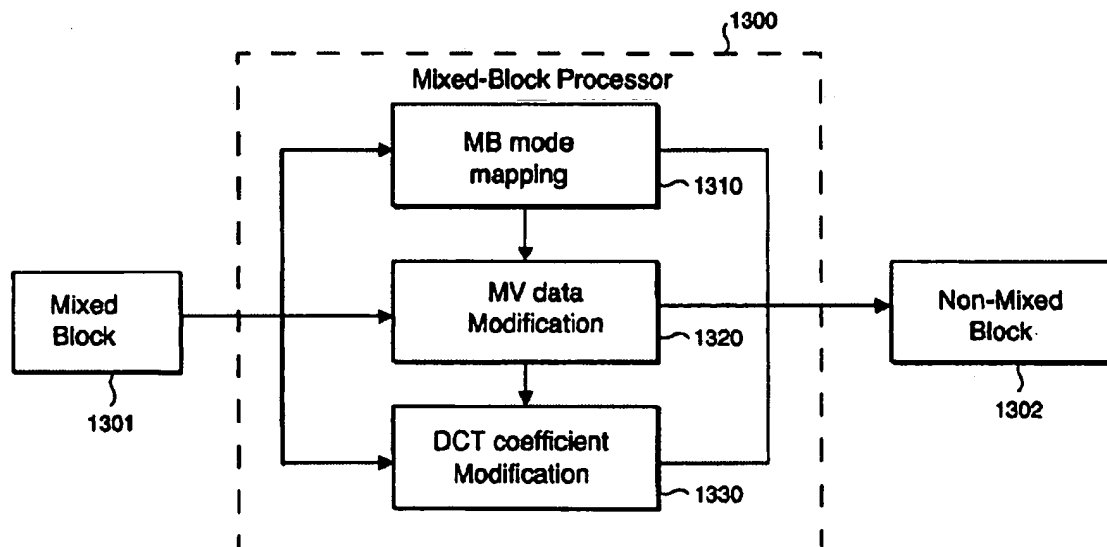 1300
Mixed-Block Processor
MB mode
mapping
1310
Mixed
Block
1301
MV data
Modification
1320
Non-Mixed
Block
1302
DCT coefficient
Modification
1330